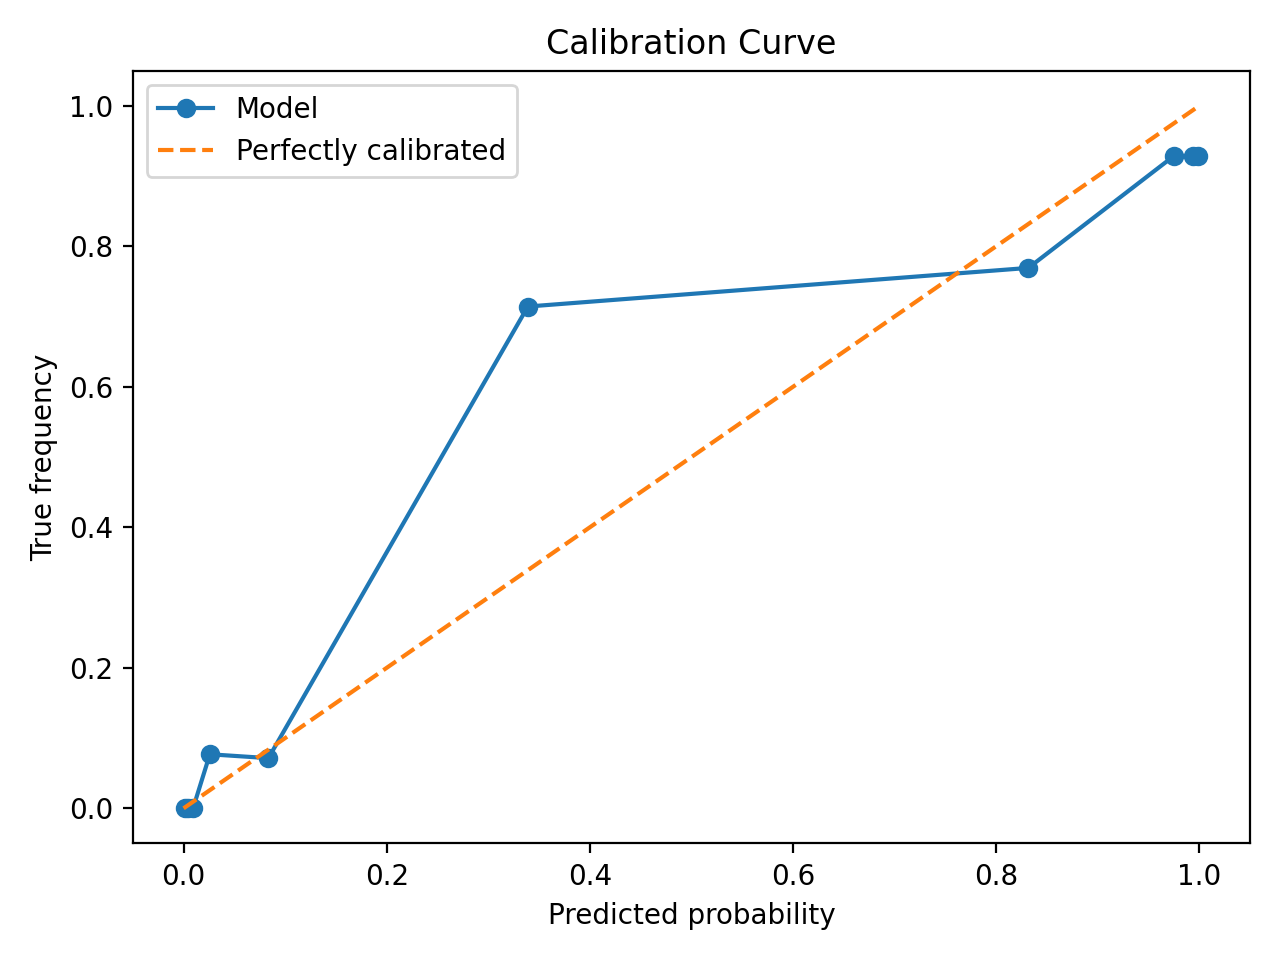 Calibration Curve
Model
Perfectly calibrated
1.0
0.8
0.6
0.4
0.2
0.0
True frequency
0.0 0.2 0.4 0.6 0.8 1.0
Predicted probability